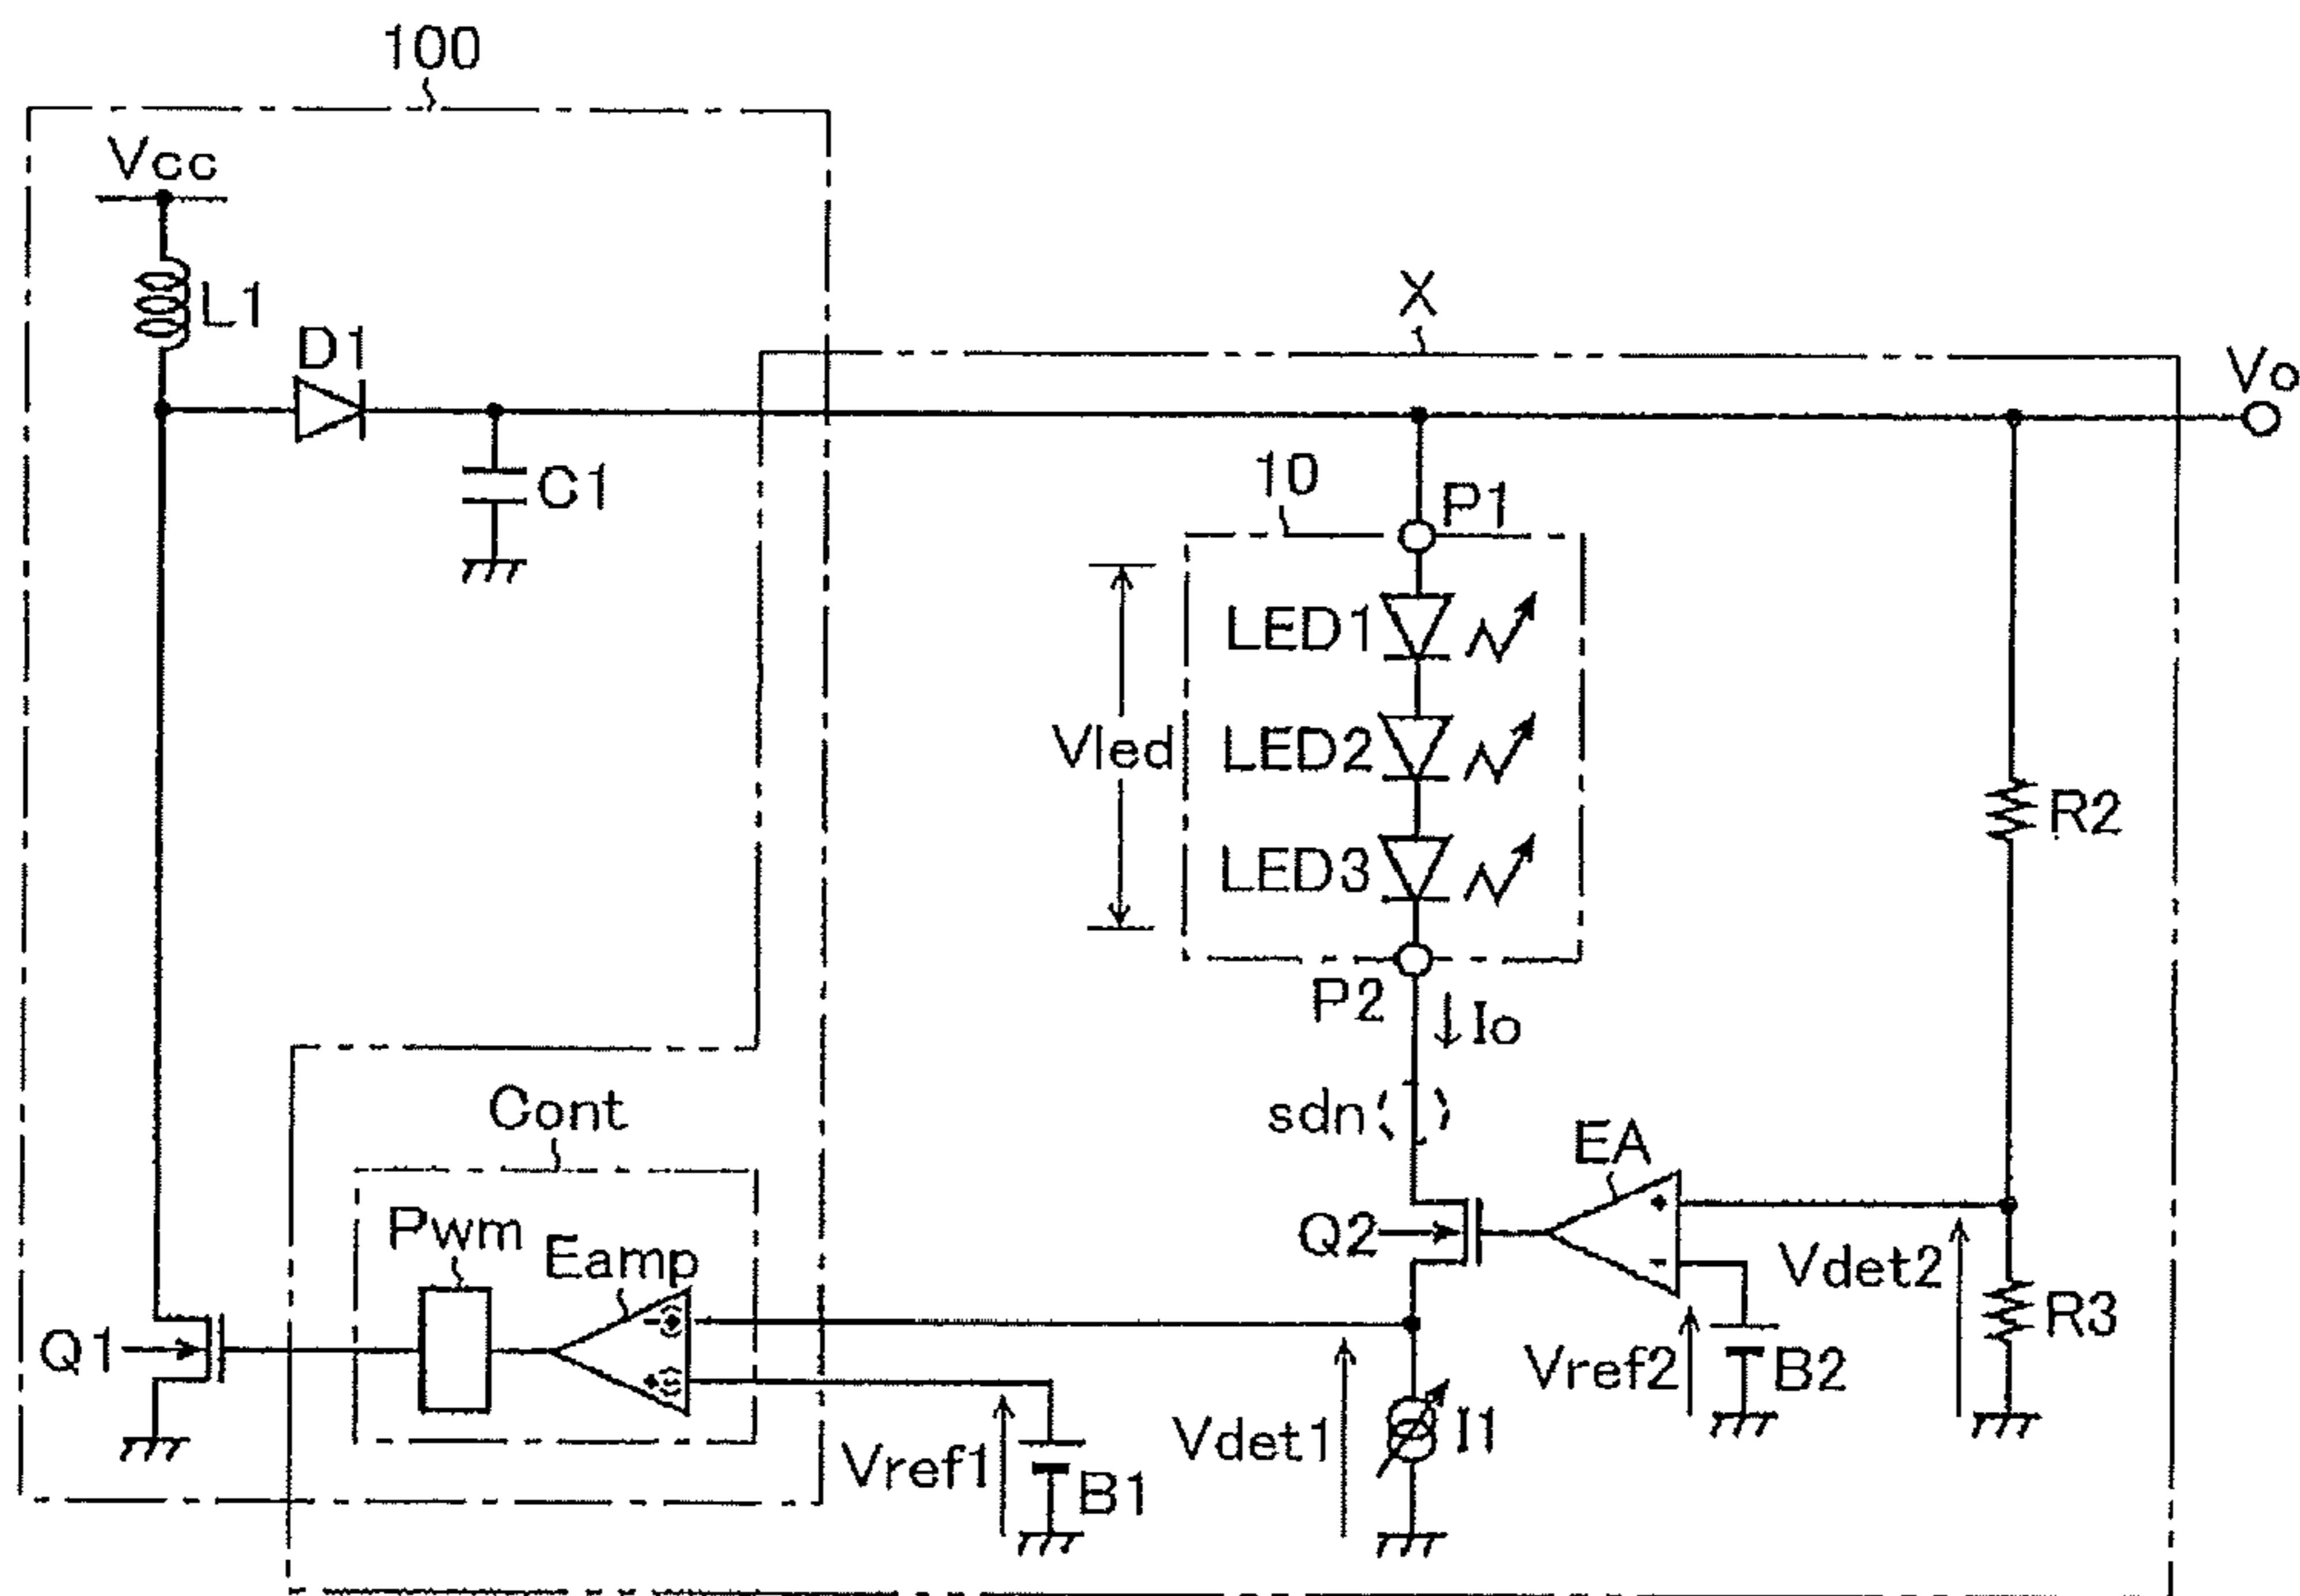 100
Vcc
L1
D1
C1
X
Vo
10
P1
LED1
Vled
LED2
LED3
R2
P2
Io
sdn
Cont
EA
Pwm
Eamp
Q2
Vdet2
R3
Q1
Vref2
B2
Vdet1
I1
Vref1
B1